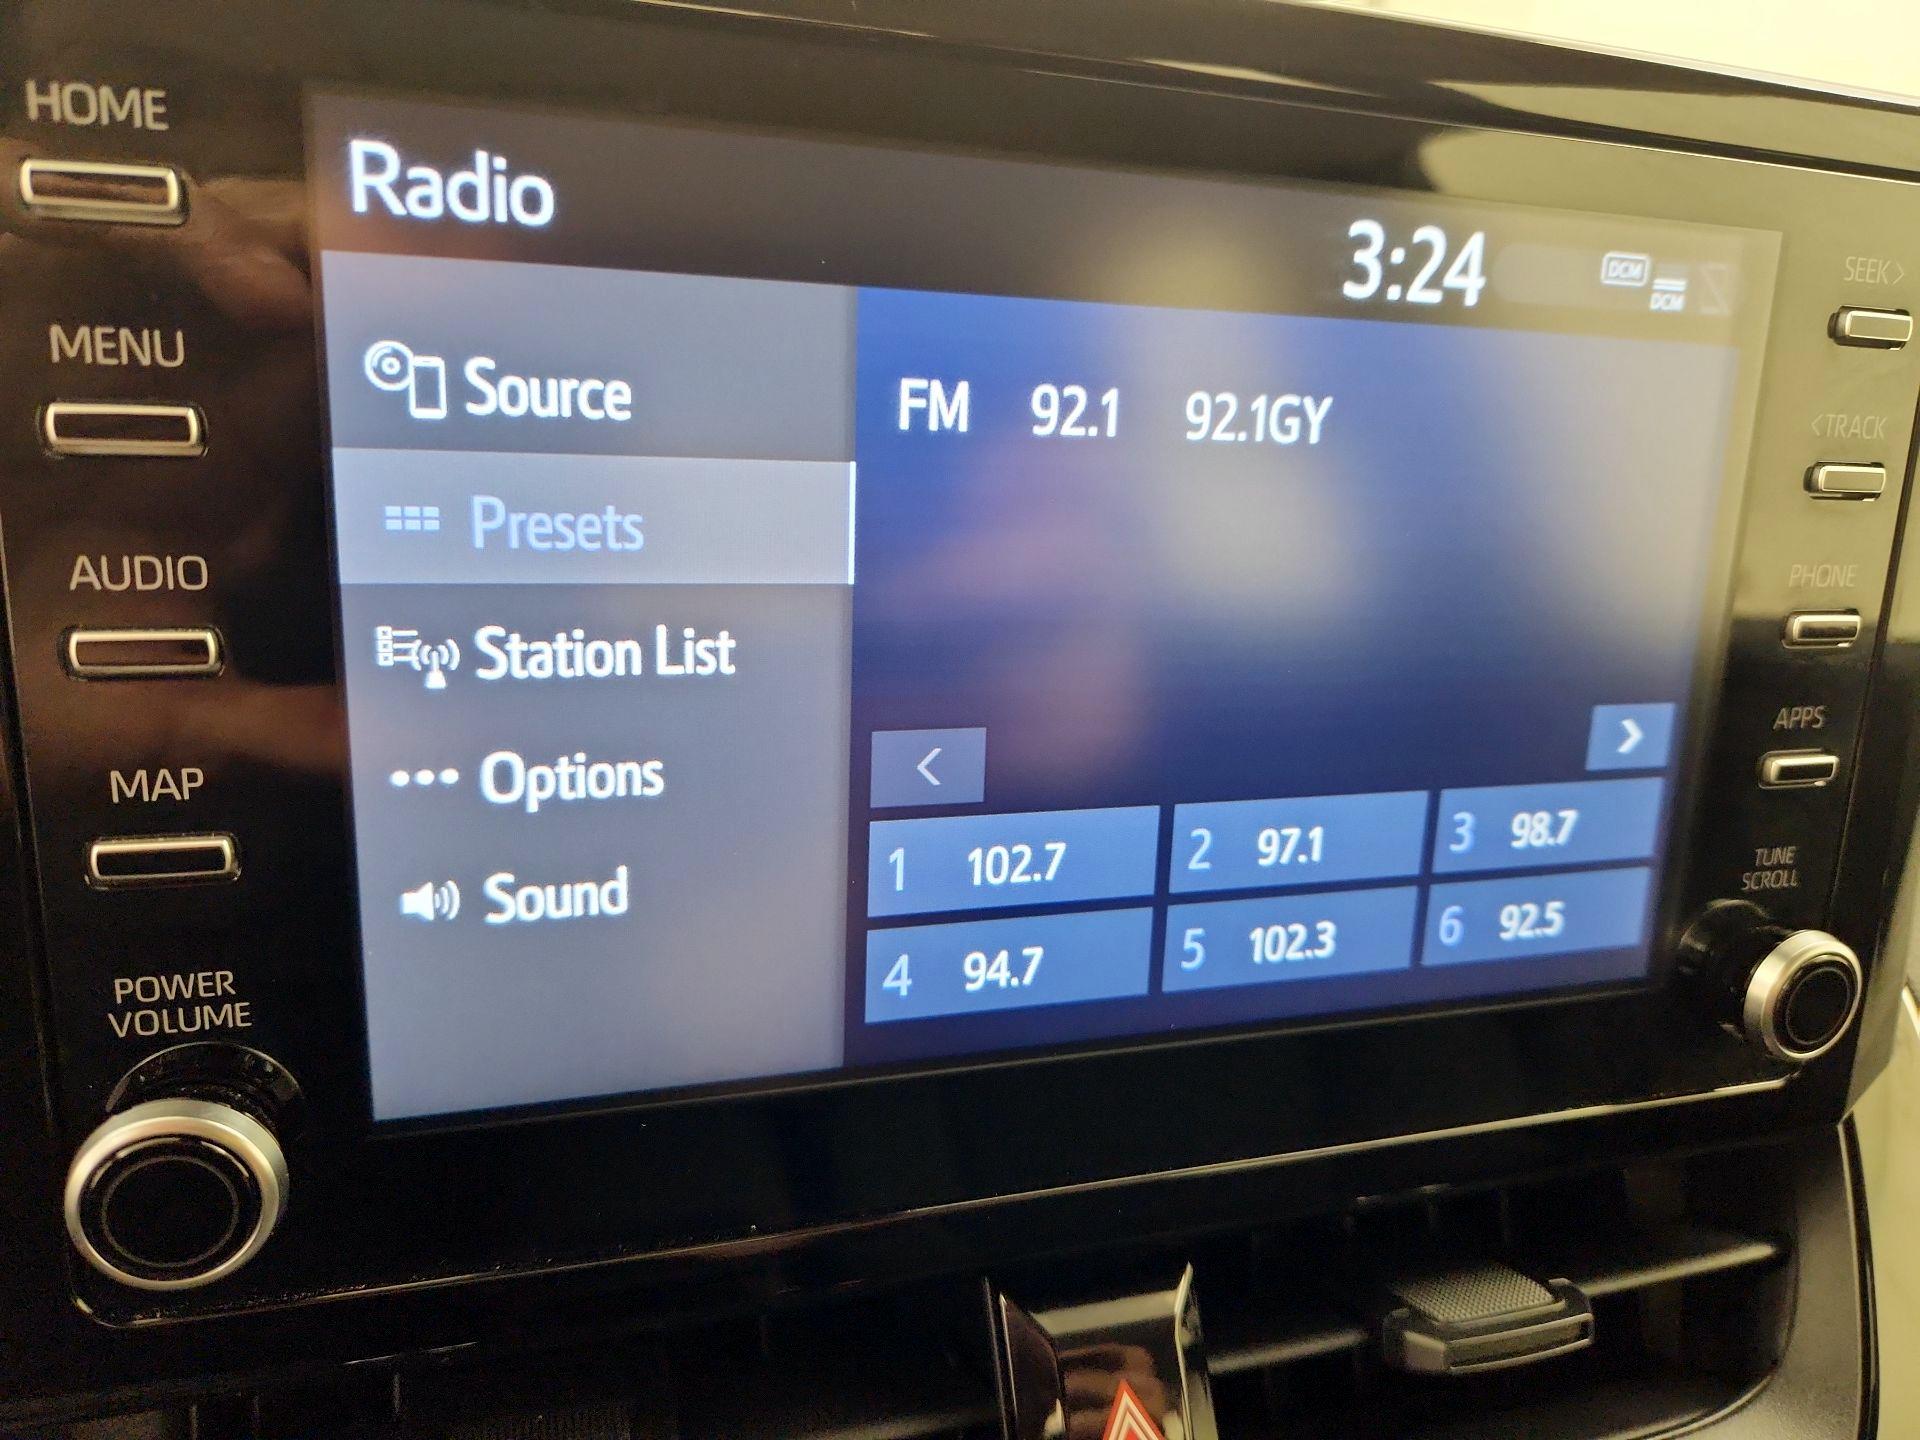 HOME
MENU
AUDIO
MAP
POWER
VOLUME
Radio
3:24
DCM
DCM
Source
Presets
Station List
Options
Sound
FM 92.1 92.1GY
<
>
1 102.7 2 97.1 3 98.7
4 94.7 5 102.3 6 92.5
SEEK>
<TRACK
PHONE
APPS
TUNE
SCROLL